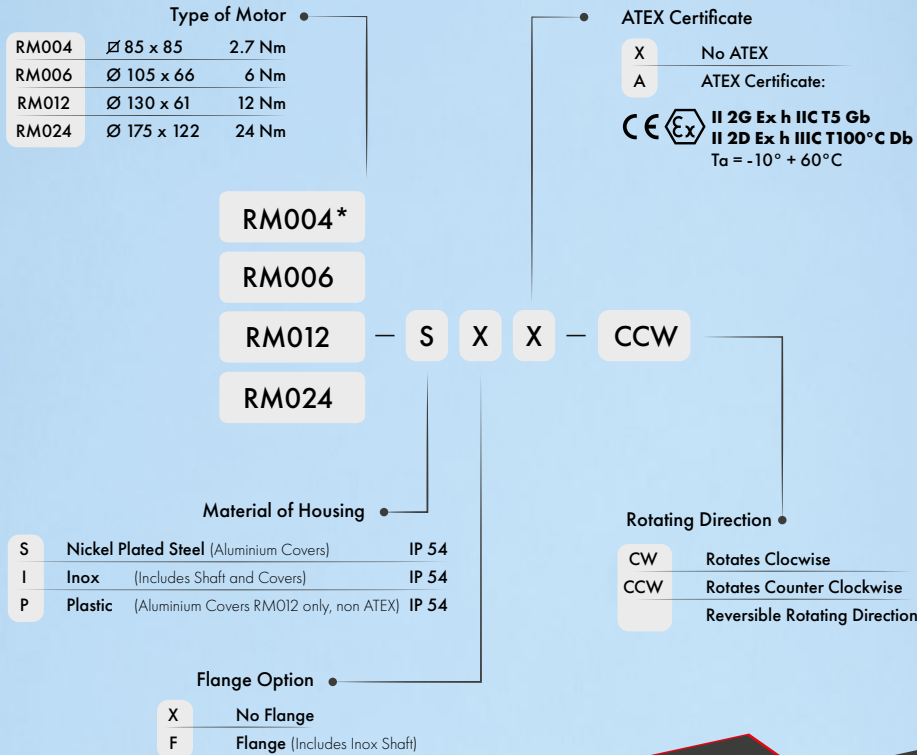 Type of Motor
RM004 ⌀ 85 x 85 2.7 Nm
RM006 Ø 105 x 66 6 Nm
RM012 Ø 130 x 61 12 Nm
RM024 Ø 175 x 122 24 Nm
ATEX Certificate
X No ATEX
A ATEX Certificate:
CE Ex II 2G Ex h IIC T5 Gb
II 2D Ex h IIIC T100°C Db
Ta = -10° + 60°C
RM004*
RM006
RM012 – S X X – CCW
RM024
Material of Housing
S Nickel Plated Steel (Aluminium Covers) IP 54
I Inox (Includes Shaft and Covers) IP 54
P Plastic (Aluminium Covers RM012 only, non ATEX) IP 54
Rotating Direction
CW Rotates Clocwise
CCW Rotates Counter Clockwise
Reversible Rotating Direction
Flange Option
X No Flange
F Flange (Includes Inox Shaft)